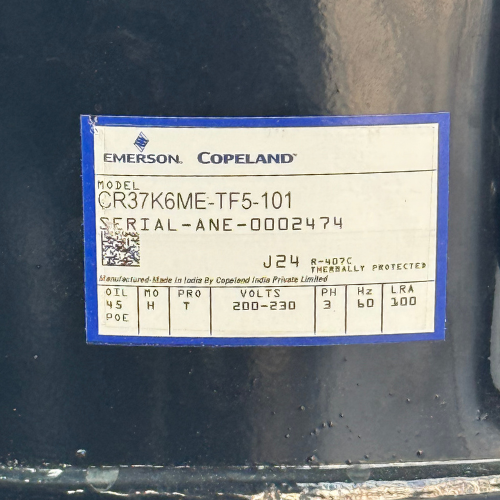 EMERSON. COPELAND™
MODEL
CR37K6ME-TF5-101
SERIAL-ANE-0002474
J24 R-407C
THERMALLY PROTECTED
Manufactured-Made in India By Copeland India Private Limited
OIL MO PRO VOLTS PH Hz LRA
45 H T 200-230 3 60 100
POE